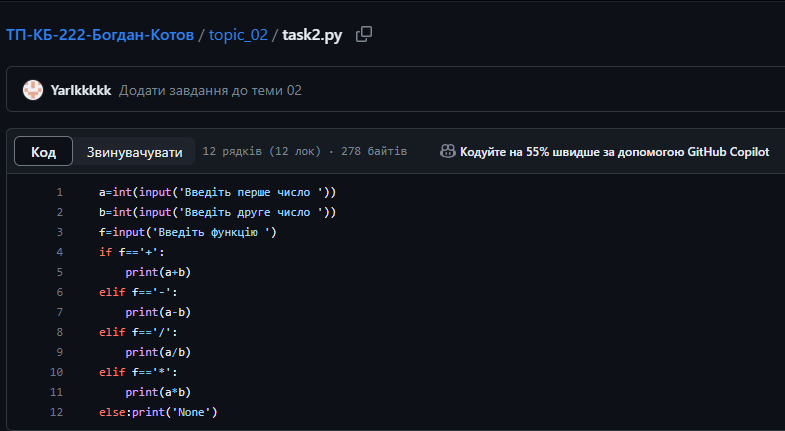 ТП-КБ-222-Богдан-Котов / topic_02 / task2.py
Yarlkkkkk Додати завдання до теми 02
Код Звинувачувати 12 рядків (12 лок) · 278 байтів Кодуйте на 55% швидше за допомогою GitHub Copilot
1 a=int(input('Введіть перше число '))
2 b=int(input('Введіть друге число '))
3 f=input('Введіть функцію ')
4 if f=='+':
5     print(a+b)
6 elif f=='-':
7     print(a-b)
8 elif f=='/':
9     print(a/b)
10 elif f=='*':
11     print(a*b)
12 else:print('None')